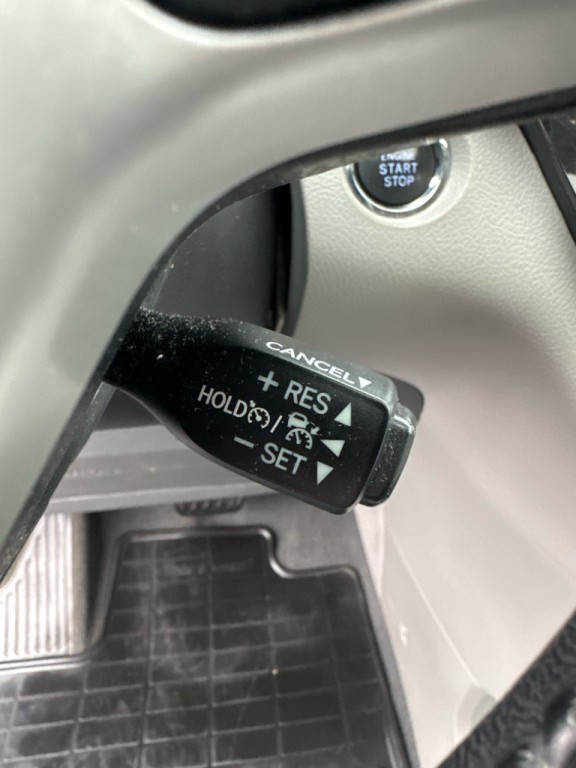 ENGINE
START
STOP
CANCEL▼
+ RES ▲
HOLD /
− SET ▼